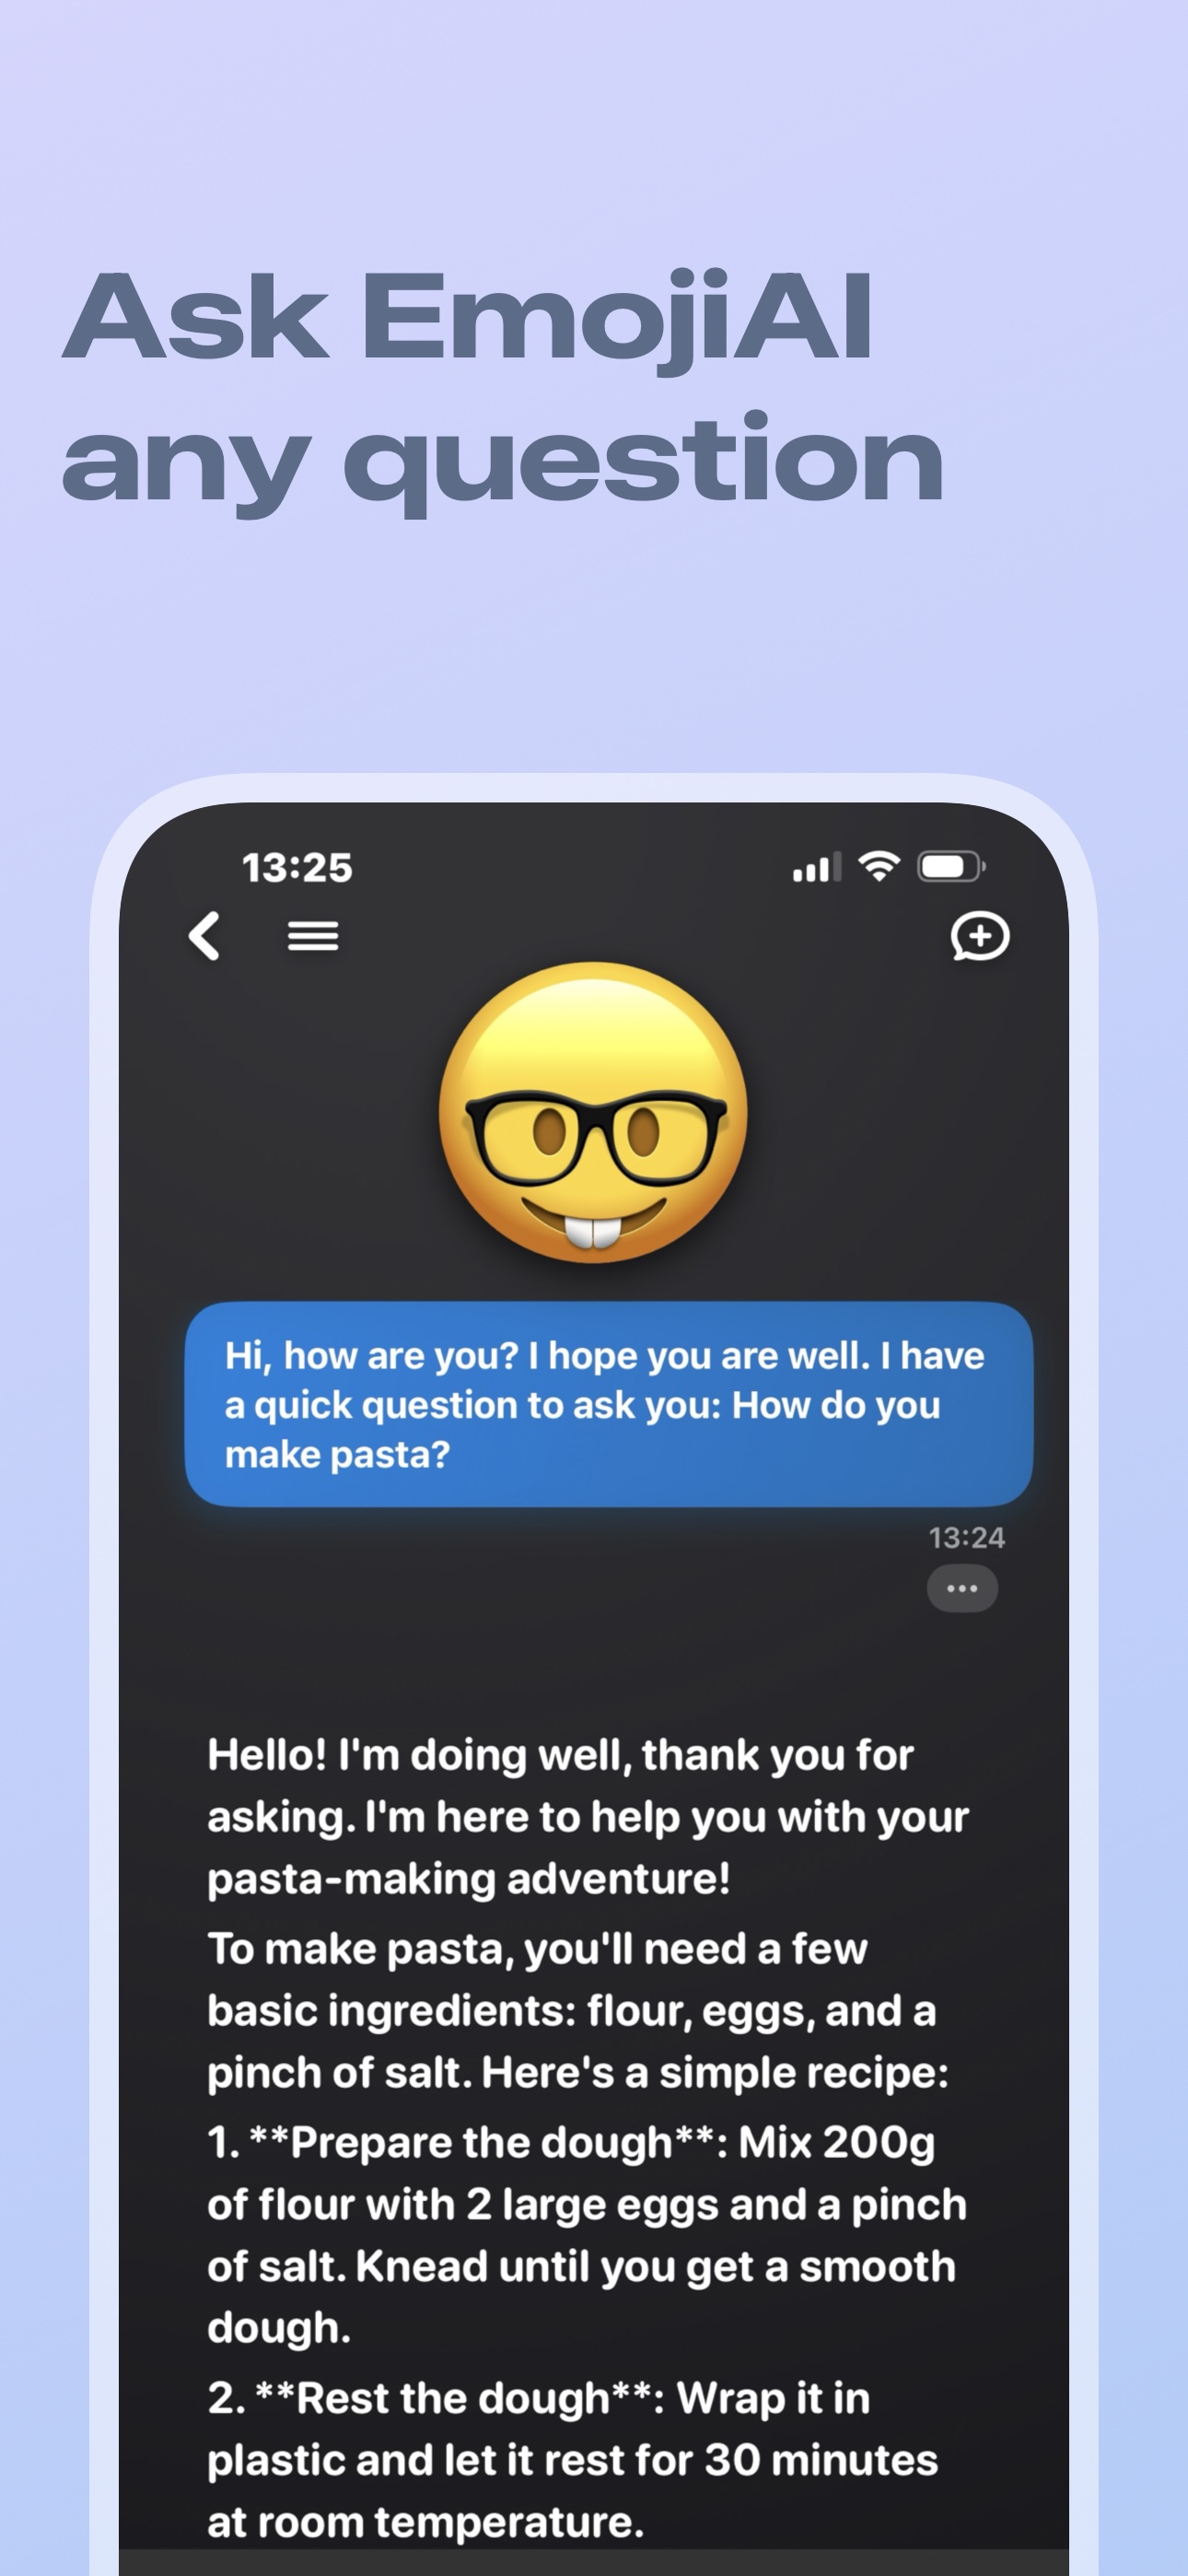 Ask EmojiAI
any question
13:25
Hi, how are you? I hope you are well. I have
a quick question to ask you: How do you
make pasta?
13:24
Hello! I'm doing well, thank you for
asking. I'm here to help you with your
pasta-making adventure!
To make pasta, you'll need a few
basic ingredients: flour, eggs, and a
pinch of salt. Here's a simple recipe:
1. **Prepare the dough**: Mix 200g
of flour with 2 large eggs and a pinch
of salt. Knead until you get a smooth
dough.
2. **Rest the dough**: Wrap it in
plastic and let it rest for 30 minutes
at room temperature.